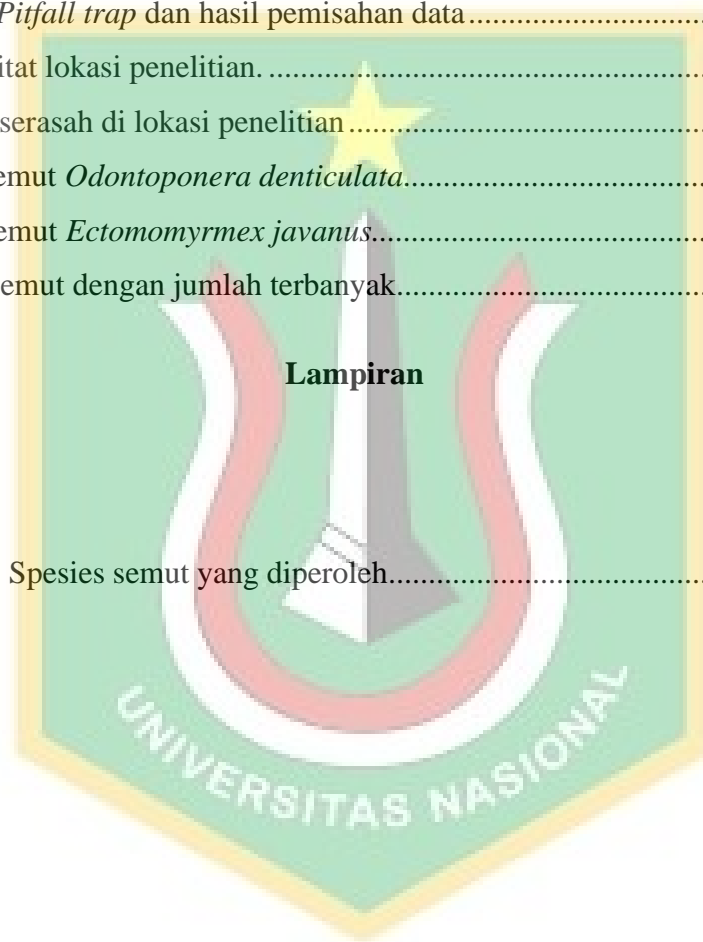 Pitfall trap dan hasil pemisahan data..........................
itat lokasi penelitian...........................................................
serasah di lokasi penelitian..............................................
emut Odontoponera denticulata.......................................
emut Ectomomyrmex javanus...........................................
emut dengan jumlah terbanyak........................................
Lampiran
Spesies semut yang diperoleh.........................................
UNIVERSITAS NASIONAL